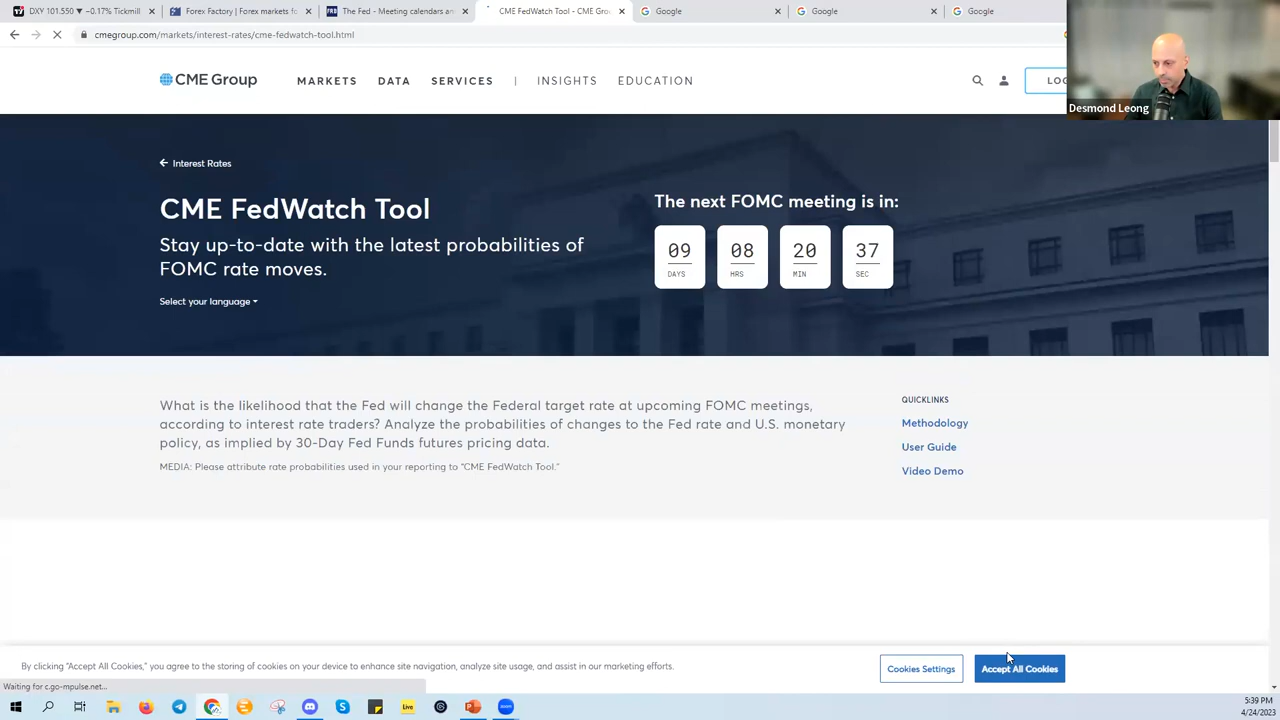 DXY 101.550 ▼ −0.17% Tickmill
Forex Factory | Forex markets fo
The Fed - Meeting calendars an
CME FedWatch Tool - CME Grou
Google
Google
Google
cmegroup.com/markets/interest-rates/cme-fedwatch-tool.html
CME Group
MARKETS
DATA
SERVICES
|
INSIGHTS
EDUCATION
LOG
Desmond Leong
← Interest Rates
CME FedWatch Tool
Stay up-to-date with the latest probabilities of
FOMC rate moves.
Select your language
The next FOMC meeting is in:
09 08 20 37
DAYS HRS MIN SEC
What is the likelihood that the Fed will change the Federal target rate at upcoming FOMC meetings,
according to interest rate traders? Analyze the probabilities of changes to the Fed rate and U.S. monetary
policy, as implied by 30-Day Fed Funds futures pricing data.
MEDIA: Please attribute rate probabilities used in your reporting to “CME FedWatch Tool.”
QUICKLINKS
Methodology
User Guide
Video Demo
By clicking “Accept All Cookies,” you agree to the storing of cookies on your device to enhance site navigation, analyze site usage, and assist in our marketing efforts.
Cookies Settings
Accept All Cookies
Waiting for c.go-mpulse.net...
Live
zoom
5:39 PM
4/24/2023